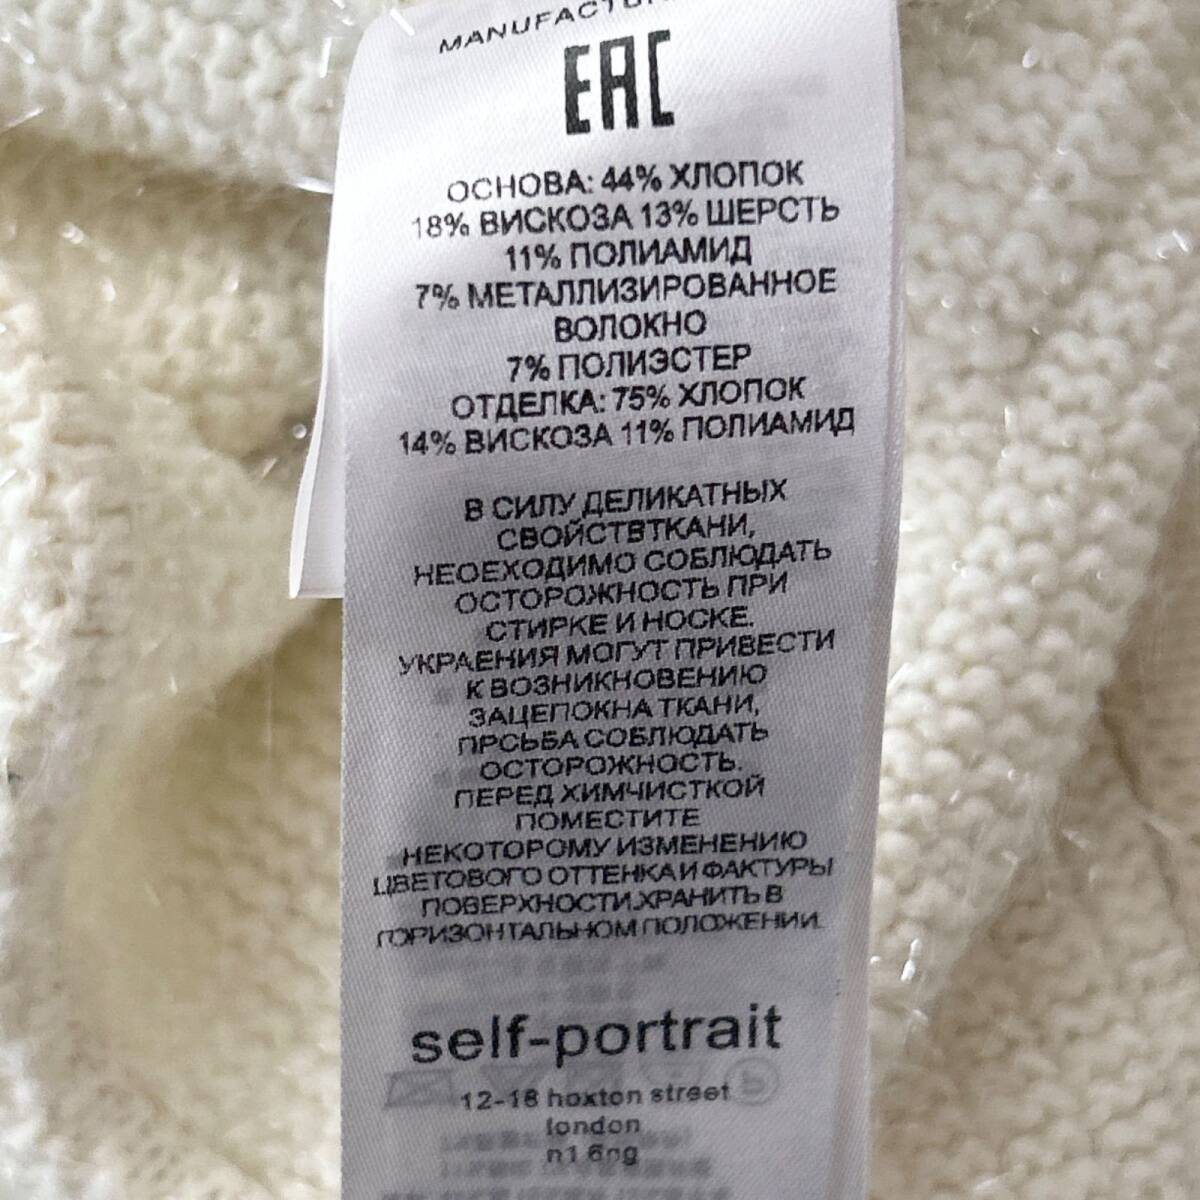 MANUFACTUR
EAC
ОСНОВА: 44% ХЛОПОК
18% ВИСКОЗА 13% ШЕРСТЬ
11% ПОЛИАМИД
7% МЕТАЛЛИЗИРОВАННОЕ
ВОЛОКНО
7% ПОЛИЭСТЕР
ОТДЕЛКА: 75% ХЛОПОК
14% ВИСКОЗА 11% ПОЛИАМИД
В СИЛУ ДЕЛИКАТНЫХ
СВОЙСТВТКАНИ,
НЕОЕХОДИМО СОБЛЮДАТЬ
ОСТОРОЖНОСТЬ ПРИ
СТИРКЕ И НОСКЕ.
УКРАЕНИЯ МОГУТ ПРИВЕСТИ
К ВОЗНИКНОВЕНИЮ
ЗАЦЕПОКНА ТКАНИ,
ПРСЬБА СОБЛЮДАТЬ
ОСТОРОЖНОСТЬ.
ПЕРЕД ХИМЧИСТКОЙ
ПОМЕСТИТЕ
НЕКОТОРОМУ ИЗМЕНЕНИЮ
ЦВЕТОВОГО ОТТЕНКА И ФАКТУРЫ
ПОВЕРХНОСТИ.ХРАНИТЬ В
ГОРИЗОНТАЛЬНОМ ПОЛОЖЕНИИ.
self-portrait
12-18 hoxton street
london
n1 6ng